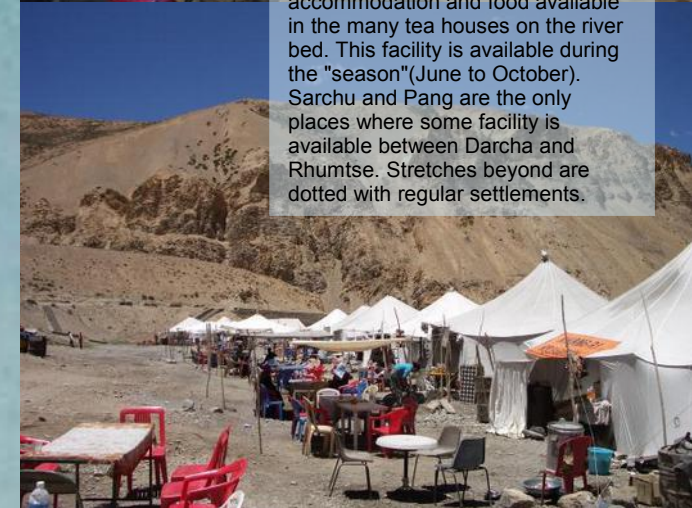 accommodation and food available
in the many tea houses on the river
bed. This facility is available during
the "season"(June to October).
Sarchu and Pang are the only
places where some facility is
available between Darcha and
Rhumtse. Stretches beyond are
dotted with regular settlements.